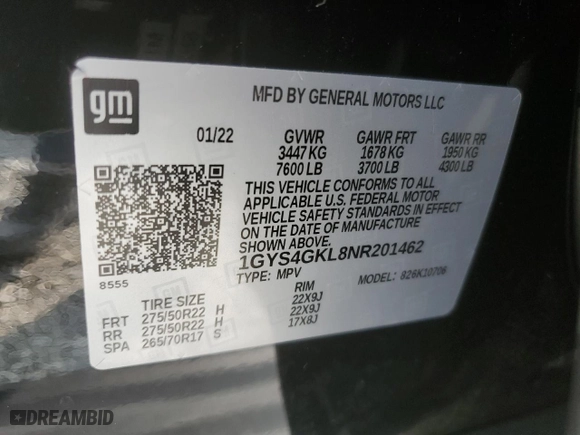 gm
MFD BY GENERAL MOTORS LLC
01/22 GVWR GAWR FRT GAWR RR
3447 KG 1678 KG 1950 KG
7600 LB 3700 LB 4300 LB
THIS VEHICLE CONFORMS TO ALL
APPLICABLE U.S. FEDERAL MOTOR
VEHICLE SAFETY STANDARDS IN EFFECT
ON THE DATE OF MANUFACTURE
SHOWN ABOVE.
1GYS4GKL8NR201462
TYPE: MPV MODEL: 826K10706
8555
TIRE SIZE RIM
FRT 275/50R22 H 22X9J
RR 275/50R22 H 22X9J
SPA 265/70R17 S 17X8J
DREAMBID